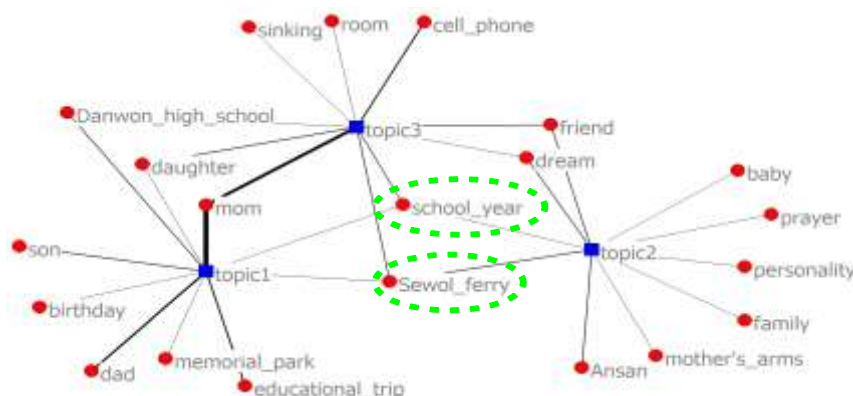 sinking
room
cell_phone
Danwon_high_school
topic3
friend
daughter
dream
baby
mom
school_year
prayer
son
topic1
topic2
personality
Sewol_ferry
birthday
family
dad
memorial_park
mother's_arms
Ansan
educational_trip